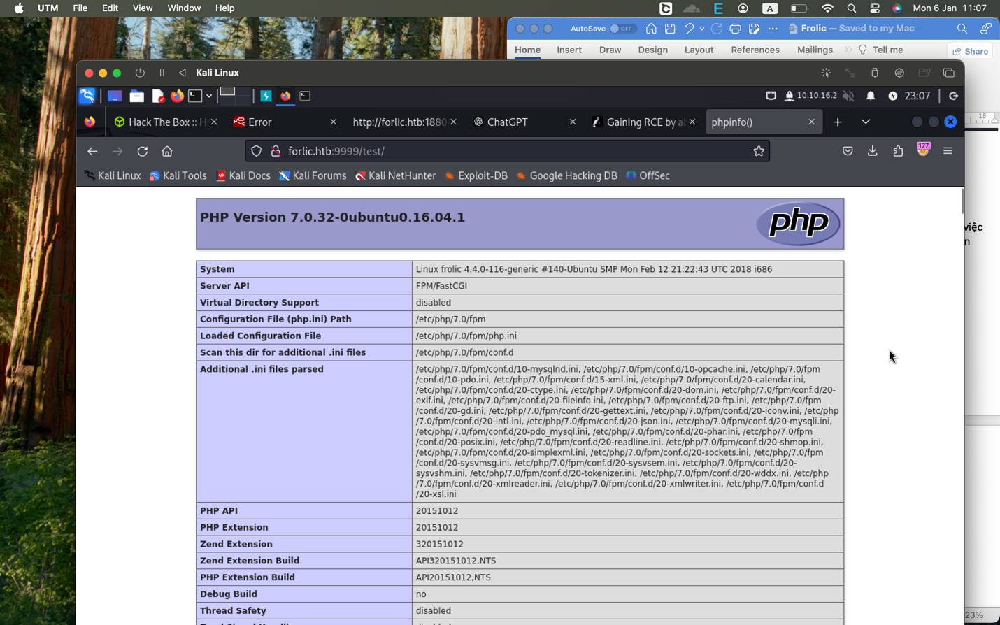 UTM File Edit View Window Help
A Mon 6 Jan 11:07
AutoSave OFF Frolic — Saved to my Mac
Home Insert Draw Design Layout References Mailings Tell me Share
Kali Linux
10.10.16.2 23:07
16
Hack The Box :: H Error http://forlic.htb:1880 ChatGPT Gaining RCE by a phpinfo()
forlic.htb:9999/test/
127.
Kali Linux Kali Tools Kali Docs Kali Forums Kali NetHunter Exploit-DB Google Hacking DB OffSec
PHP Version 7.0.32-0ubuntu0.16.04.1
php
việc
n
System Linux frolic 4.4.0-116-generic #140-Ubuntu SMP Mon Feb 12 21:22:43 UTC 2018 i686
Server API FPM/FastCGI
Virtual Directory Support disabled
Configuration File (php.ini) Path /etc/php/7.0/fpm
Loaded Configuration File /etc/php/7.0/fpm/php.ini
Scan this dir for additional .ini files /etc/php/7.0/fpm/conf.d
Additional .ini files parsed /etc/php/7.0/fpm/conf.d/10-mysqlnd.ini, /etc/php/7.0/fpm/conf.d/10-opcache.ini, /etc/php/7.0/fpm
/conf.d/10-pdo.ini, /etc/php/7.0/fpm/conf.d/15-xml.ini, /etc/php/7.0/fpm/conf.d/20-calendar.ini,
/etc/php/7.0/fpm/conf.d/20-ctype.ini, /etc/php/7.0/fpm/conf.d/20-dom.ini, /etc/php/7.0/fpm/conf.d/20-
exif.ini, /etc/php/7.0/fpm/conf.d/20-fileinfo.ini, /etc/php/7.0/fpm/conf.d/20-ftp.ini, /etc/php/7.0/fpm
/conf.d/20-gd.ini, /etc/php/7.0/fpm/conf.d/20-gettext.ini, /etc/php/7.0/fpm/conf.d/20-iconv.ini, /etc/php
/7.0/fpm/conf.d/20-intl.ini, /etc/php/7.0/fpm/conf.d/20-json.ini, /etc/php/7.0/fpm/conf.d/20-mysqli.ini,
/etc/php/7.0/fpm/conf.d/20-pdo_mysql.ini, /etc/php/7.0/fpm/conf.d/20-phar.ini, /etc/php/7.0/fpm
/conf.d/20-posix.ini, /etc/php/7.0/fpm/conf.d/20-readline.ini, /etc/php/7.0/fpm/conf.d/20-shmop.ini,
/etc/php/7.0/fpm/conf.d/20-simplexml.ini, /etc/php/7.0/fpm/conf.d/20-sockets.ini, /etc/php/7.0/fpm
/conf.d/20-sysvmsg.ini, /etc/php/7.0/fpm/conf.d/20-sysvsem.ini, /etc/php/7.0/fpm/conf.d/20-
sysvshm.ini, /etc/php/7.0/fpm/conf.d/20-tokenizer.ini, /etc/php/7.0/fpm/conf.d/20-wddx.ini, /etc/php
/7.0/fpm/conf.d/20-xmlreader.ini, /etc/php/7.0/fpm/conf.d/20-xmlwriter.ini, /etc/php/7.0/fpm/conf.d
/20-xsl.ini
PHP API 20151012
PHP Extension 20151012
Zend Extension 320151012
Zend Extension Build API320151012,NTS
PHP Extension Build API20151012,NTS
Debug Build no
Thread Safety disabled
23%